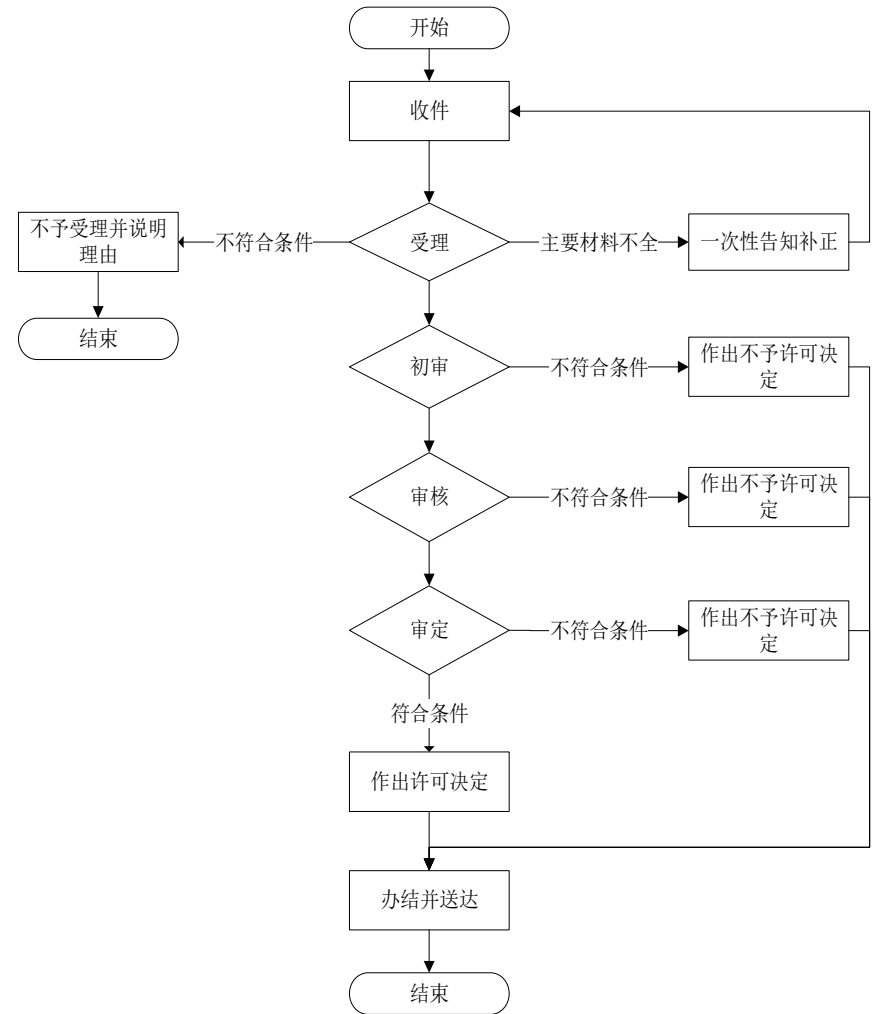 开始
收件
不予受理并说明
理由
不符合条件
受理
主要材料不全
一次性告知补正
结束
初审
不符合条件
作出不予许可决
定
审核
不符合条件
作出不予许可决
定
审定
不符合条件
作出不予许可决
定
符合条件
作出许可决定
办结并送达
结束